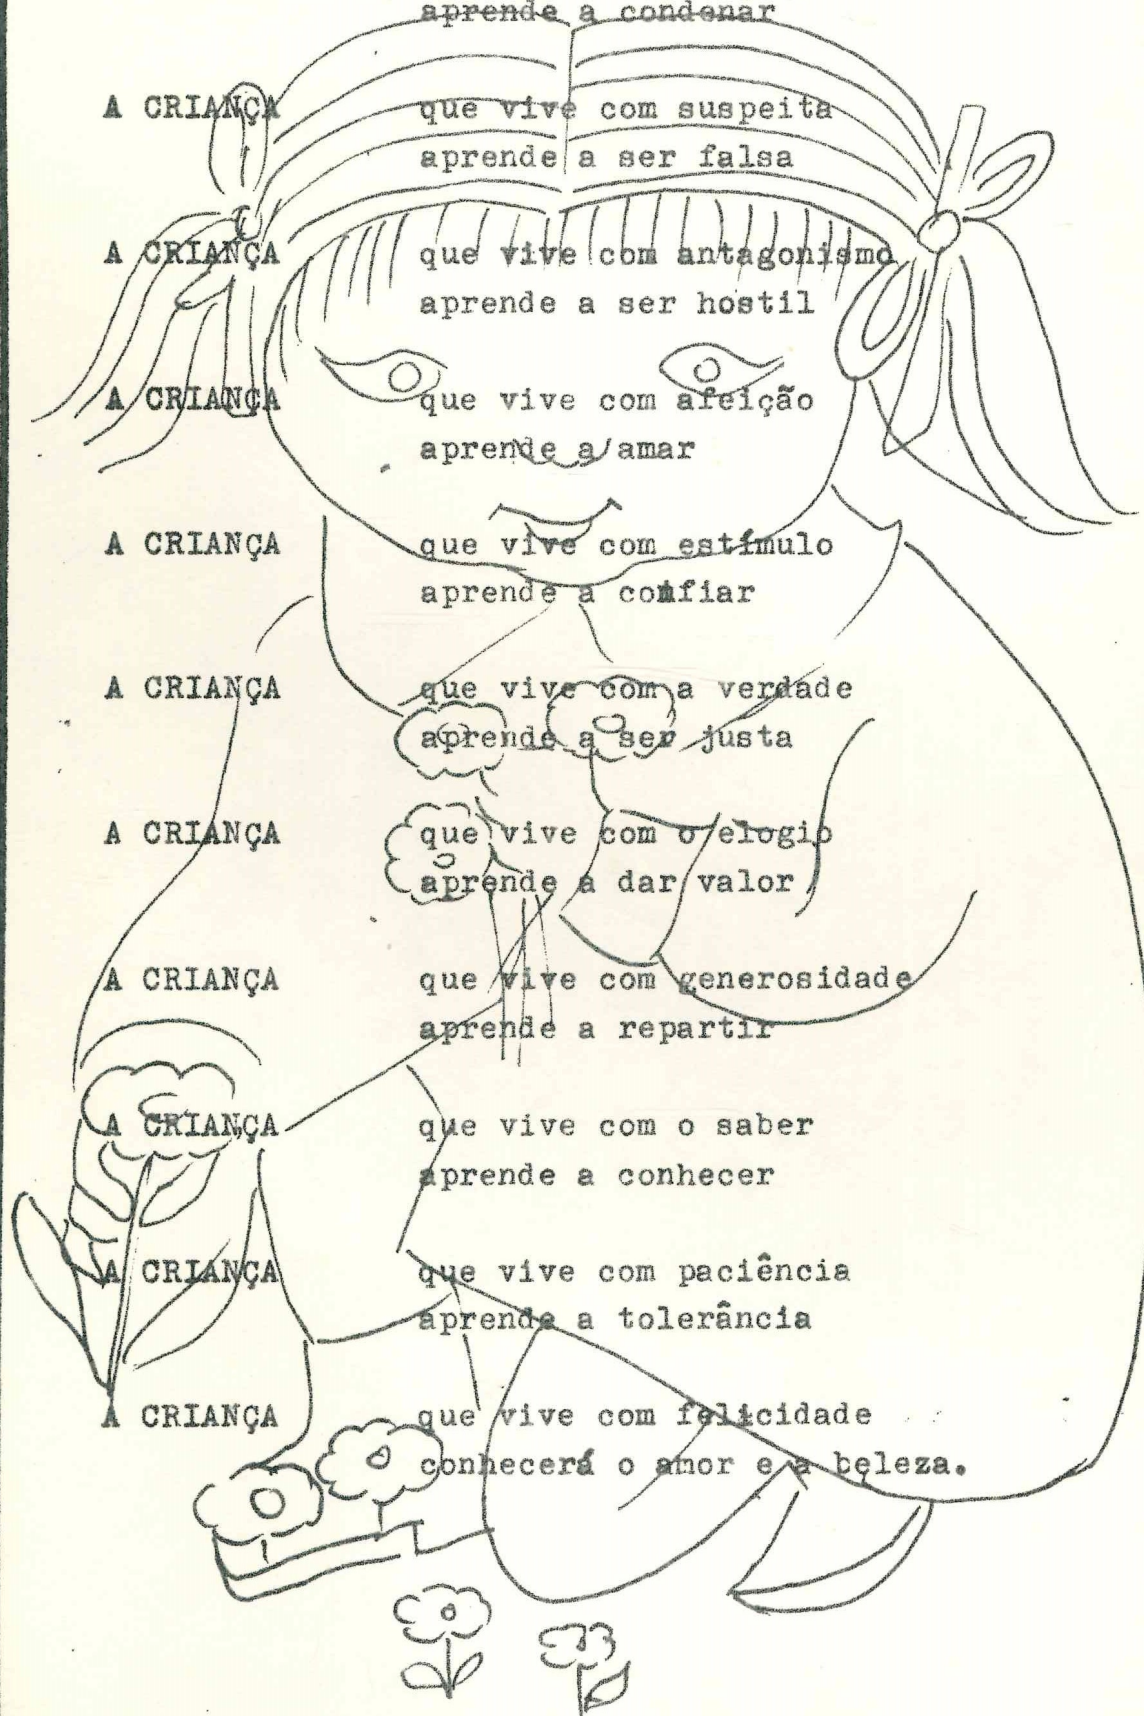 aprende a condenar
A CRIANÇA que vive com suspeita
aprende a ser falsa
A CRIANÇA que vive com antagonismo
aprende a ser hostil
A CRIANÇA que vive com afeição
aprende a amar
A CRIANÇA que vive com estímulo
aprende a confiar
A CRIANÇA que vive com a verdade
aprende a ser justa
A CRIANÇA que vive com o elogio
aprende a dar valor
A CRIANÇA que vive com generosidade
aprende a repartir
A CRIANÇA que vive com o saber
aprende a conhecer
A CRIANÇA que vive com paciência
aprende a tolerância
A CRIANÇA que vive com felicidade
conhecerá o amor e a beleza.